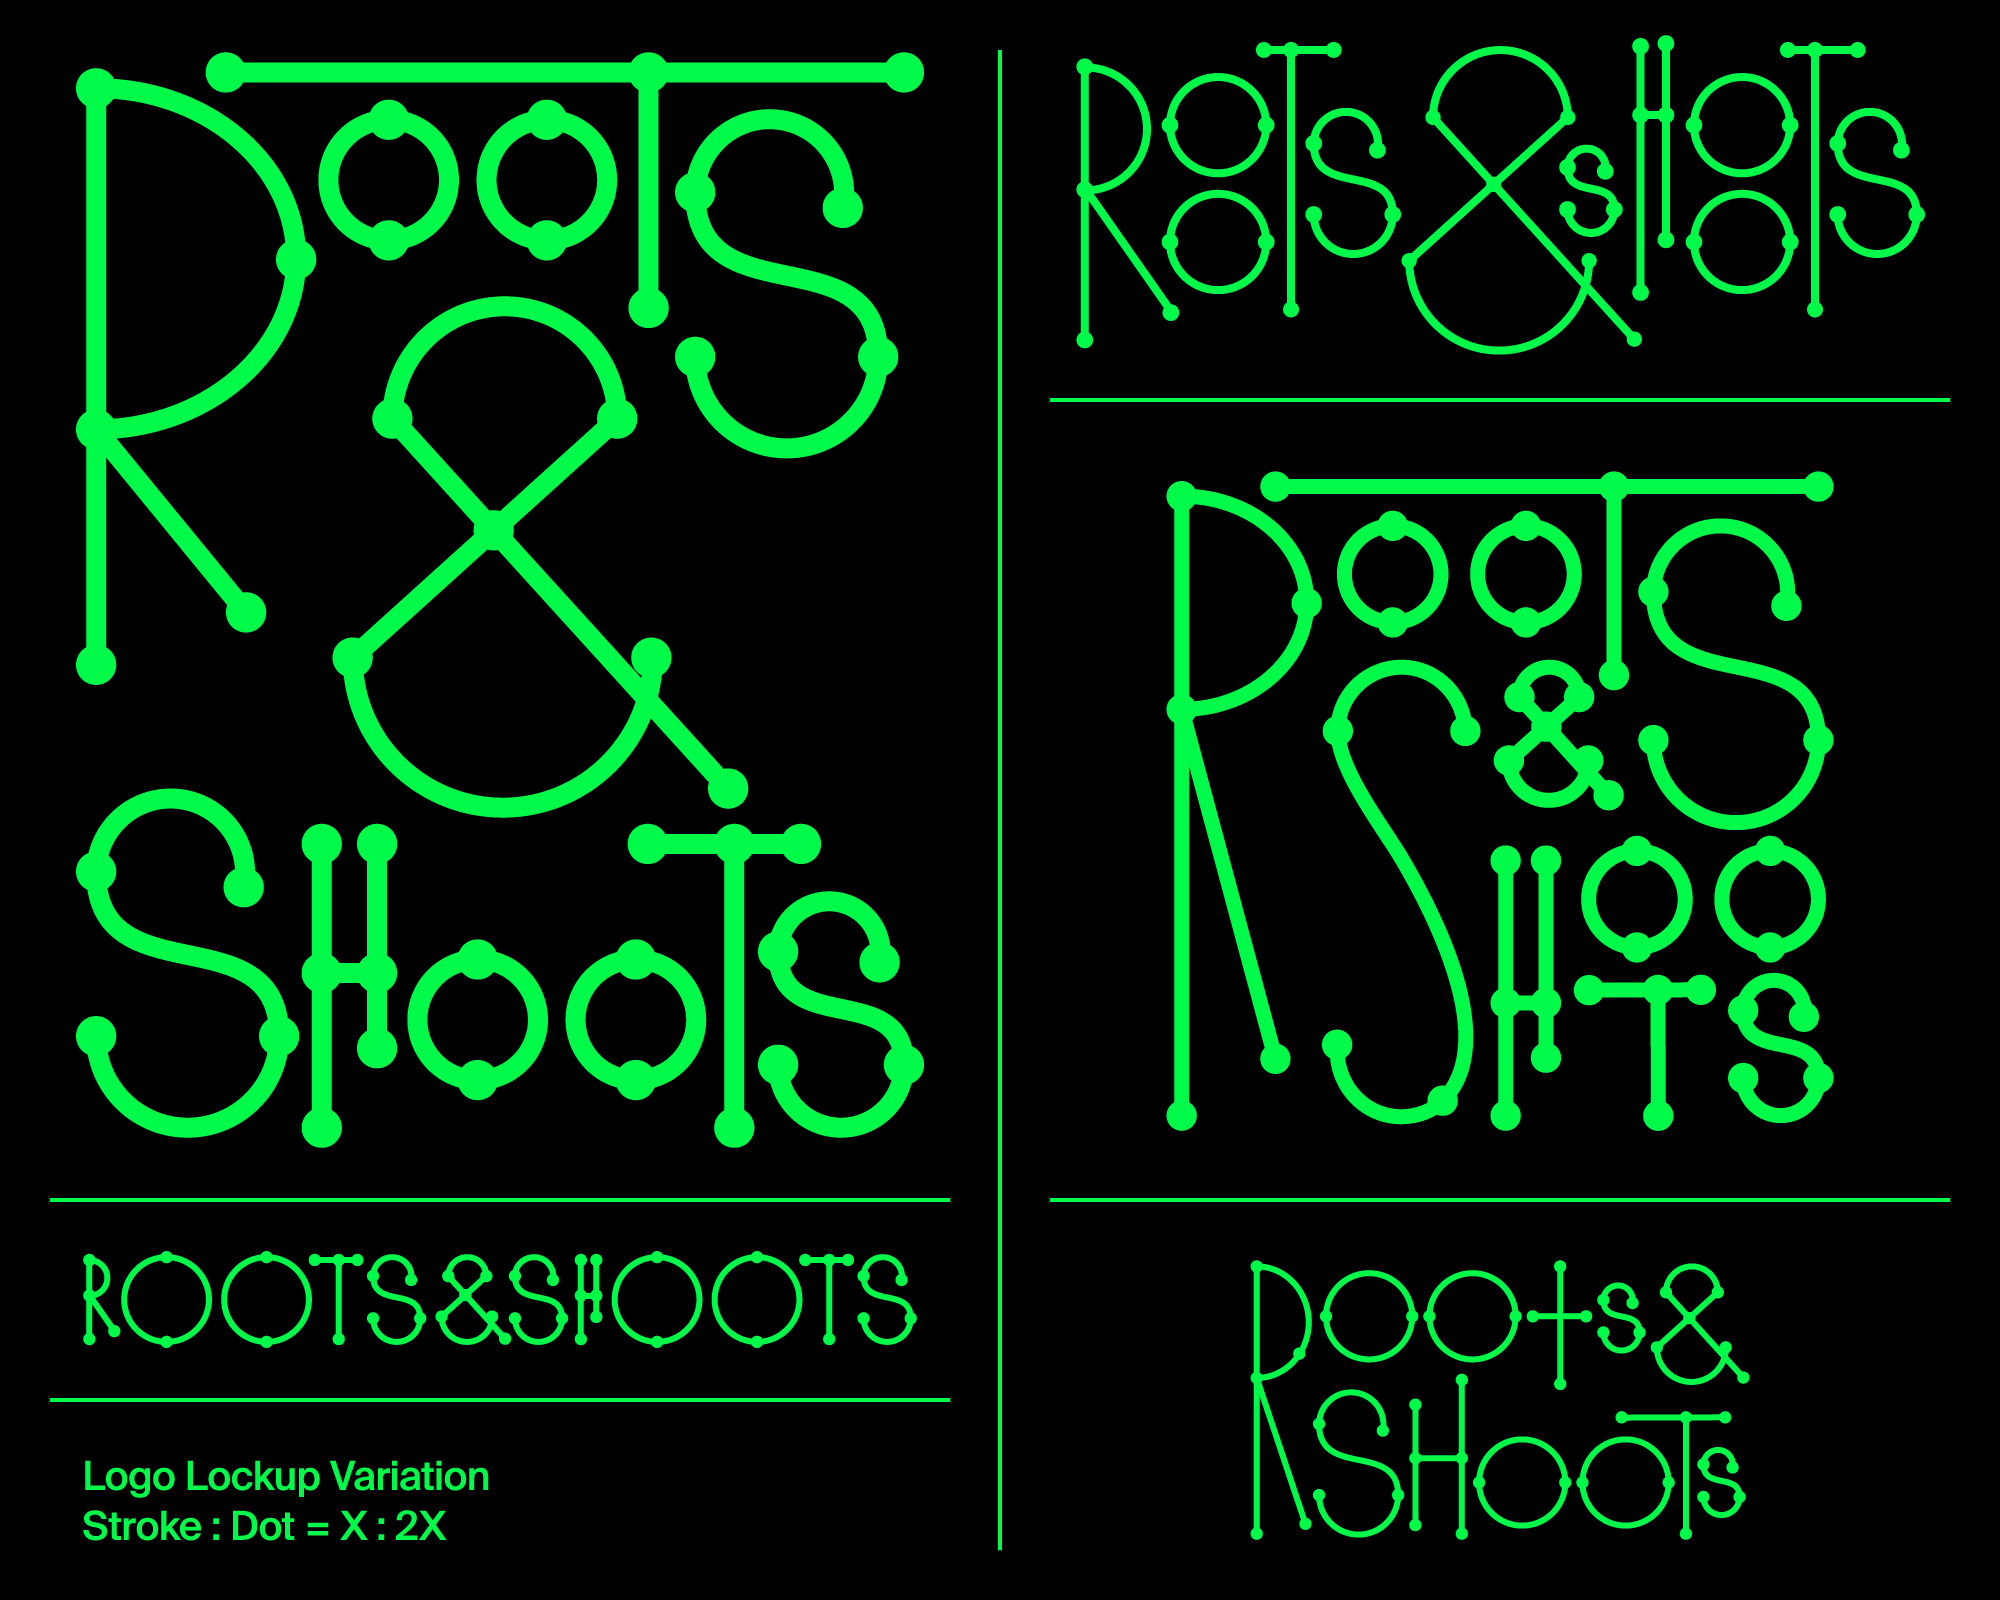 ROOTS
&
SHOOTS
ROOTS&SHOOTS
Logo Lockup Variation
Stroke : Dot = X : 2X
ROOTS&SHOOTS
ROOTS
&
SHOOTS
Roots&
SHOOTS